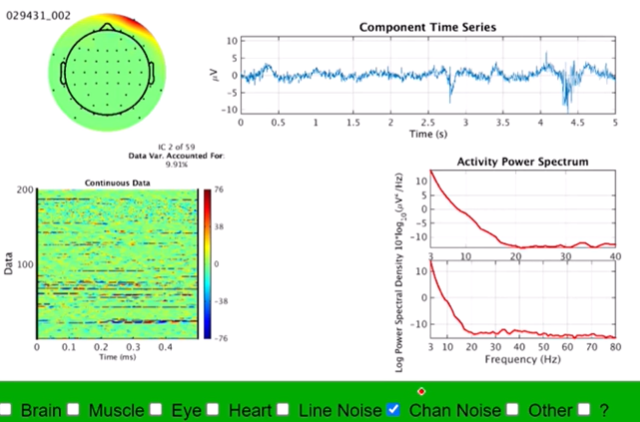 029431_002
Component Time Series
10
5
0
-5
-10
μV
0 0.5 1 1.5 2 2.5 3 3.5 4 4.5 5
Time (s)
IC 2 of 59
Data Var. Accounted For:
9.91%
Continuous Data
200
100
Data
0 0.1 0.2 0.3 0.4
Time (ms)
76
38
0
-38
-76
Activity Power Spectrum
10
5
0
-5
-10
3 10 20 30 40
10
0
-10
3 10 20 30 40 50 60 70 80
Frequency (Hz)
Log Power Spectral Density 10*log10(μV²/Hz)
Brain Muscle Eye Heart Line Noise Chan Noise Other ?